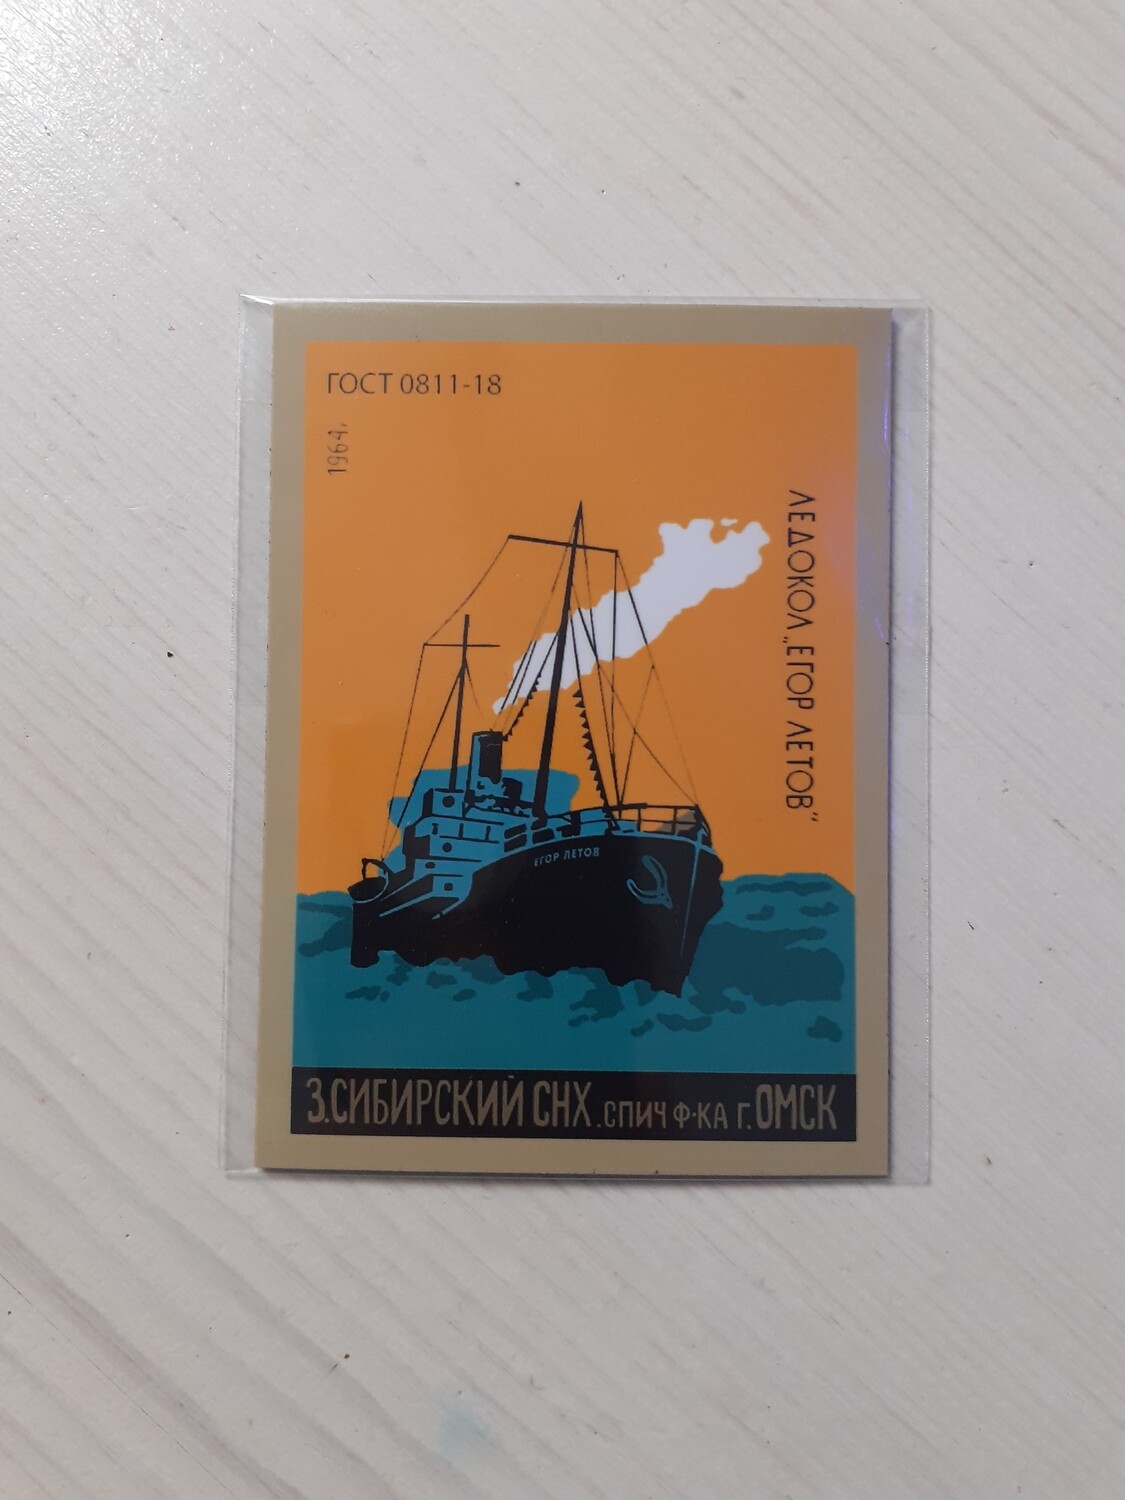 ГОСТ 0811-18
1964.
ЛЕДОКОЛ „ЕГОР ЛЕТОВ“
ЕГОР ЛЕТОВ
З.СИБИРСКИЙ СНХ.СПИЧ Ф-КА г.ОМСК